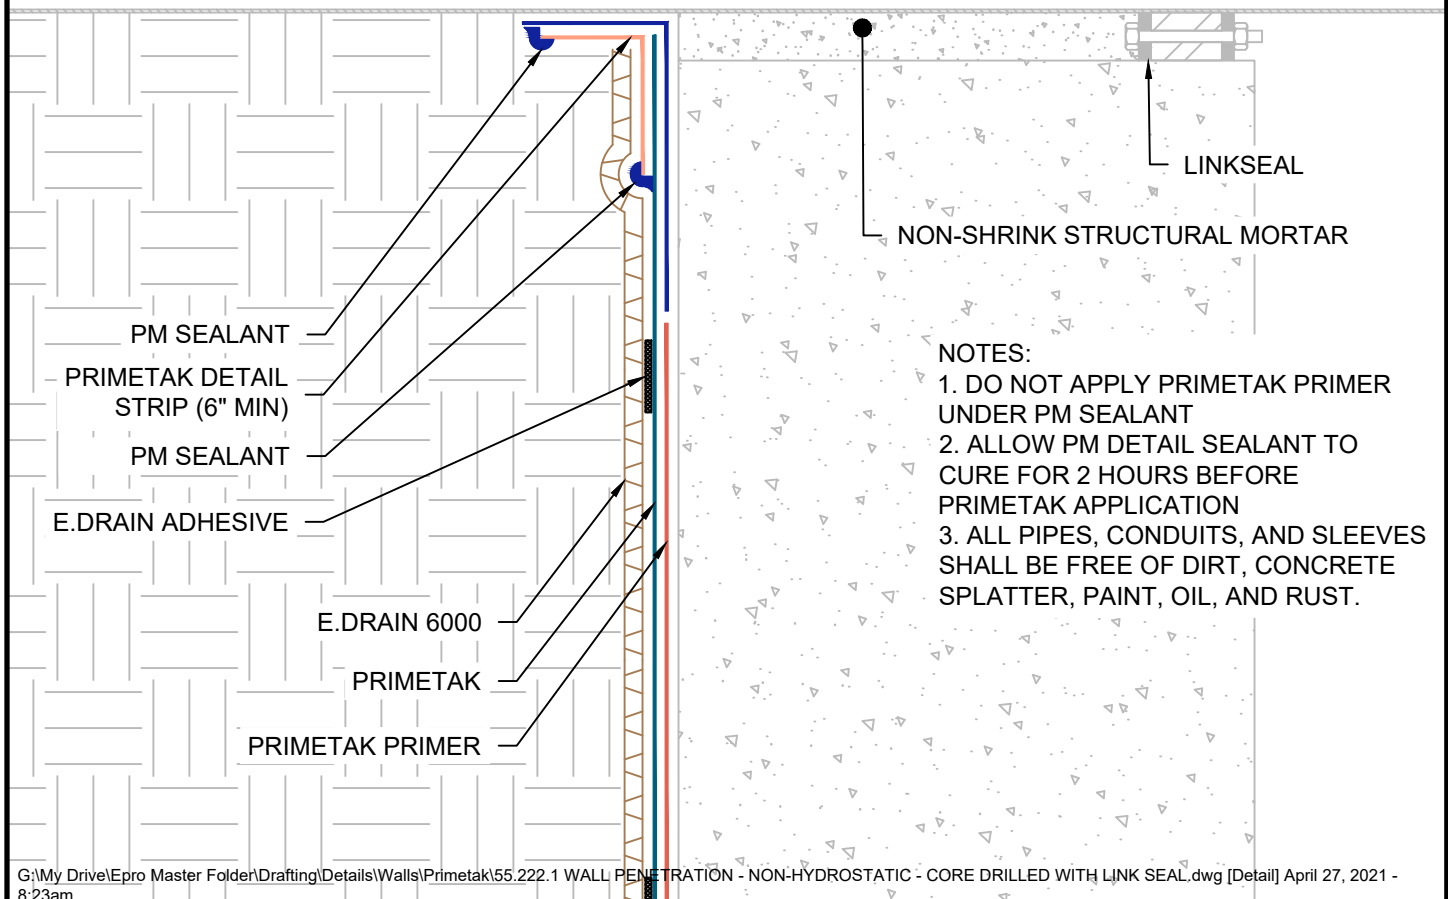 LINKSEAL
NON-SHRINK STRUCTURAL MORTAR
PM SEALANT
PRIMETAK DETAIL
STRIP (6" MIN)
PM SEALANT
E.DRAIN ADHESIVE
E.DRAIN 6000
PRIMETAK
PRIMETAK PRIMER
NOTES:
1. DO NOT APPLY PRIMETAK PRIMER
UNDER PM SEALANT
2. ALLOW PM DETAIL SEALANT TO
CURE FOR 2 HOURS BEFORE
PRIMETAK APPLICATION
3. ALL PIPES, CONDUITS, AND SLEEVES
SHALL BE FREE OF DIRT, CONCRETE
SPLATTER, PAINT, OIL, AND RUST.
G:\My Drive\Epro Master Folder\Drafting\Details\Walls\Primetak\55.222.1 WALL PENETRATION - NON-HYDROSTATIC - CORE DRILLED WITH LINK SEAL.dwg [Detail] April 27, 2021 -
8:23am